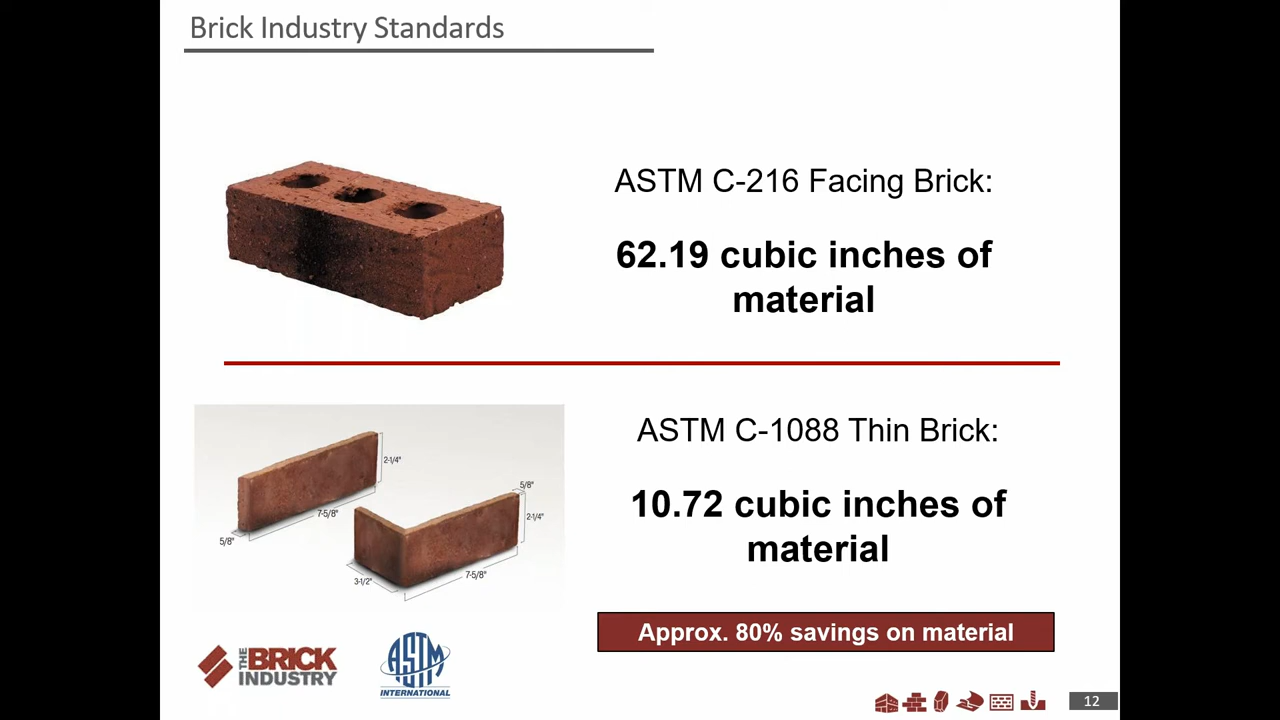 Brick Industry Standards
ASTM C-216 Facing Brick:
62.19 cubic inches of
material
ASTM C-1088 Thin Brick:
10.72 cubic inches of
material
2-1/4"
7-5/8"
5/8"
5/8"
2-1/4"
3-1/2"
7-5/8"
Approx. 80% savings on material
THE BRICK
INDUSTRY
ASTM
INTERNATIONAL
12